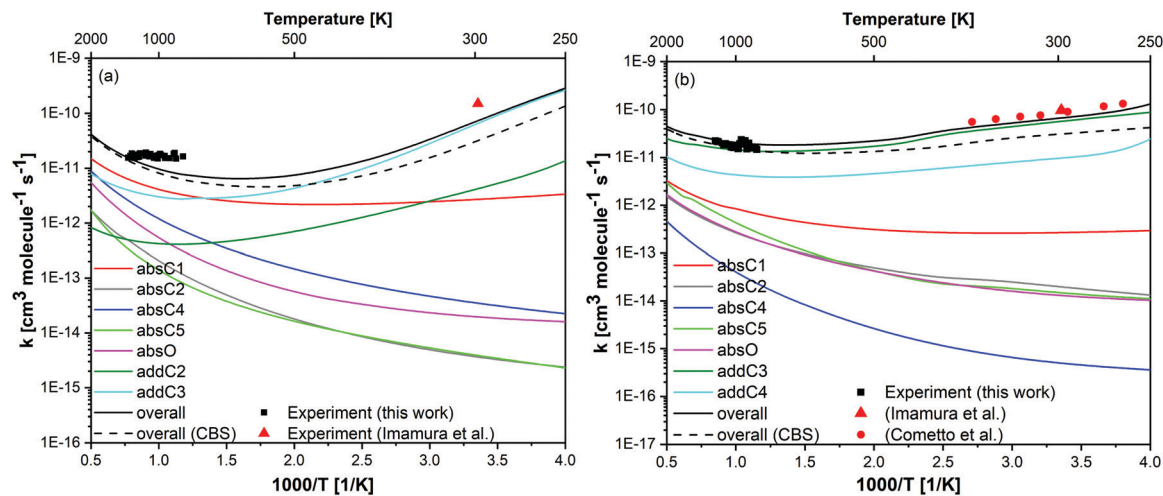 Temperature [K]
2000 1000 500 300 250
(a)
1E-9
1E-10
1E-11
1E-12
1E-13
1E-14
1E-15
1E-16
k [cm³ molecule⁻¹ s⁻¹]
absC1
absC2
absC4
absC5
absO
addC2
addC3
overall
overall (CBS)
Experiment (this work)
Experiment (Imamura et al.)
0.5 1.0 1.5 2.0 2.5 3.0 3.5 4.0
1000/T [1/K]
Temperature [K]
2000 1000 500 300 250
(b)
1E-9
1E-10
1E-11
1E-12
1E-13
1E-14
1E-15
1E-16
1E-17
k [cm³ molecule⁻¹ s⁻¹]
absC1
absC2
absC4
absC5
absO
addC3
addC4
overall
overall (CBS)
Experiment (this work)
(Imamura et al.)
(Cometto et al.)
0.5 1.0 1.5 2.0 2.5 3.0 3.5 4.0
1000/T [1/K]